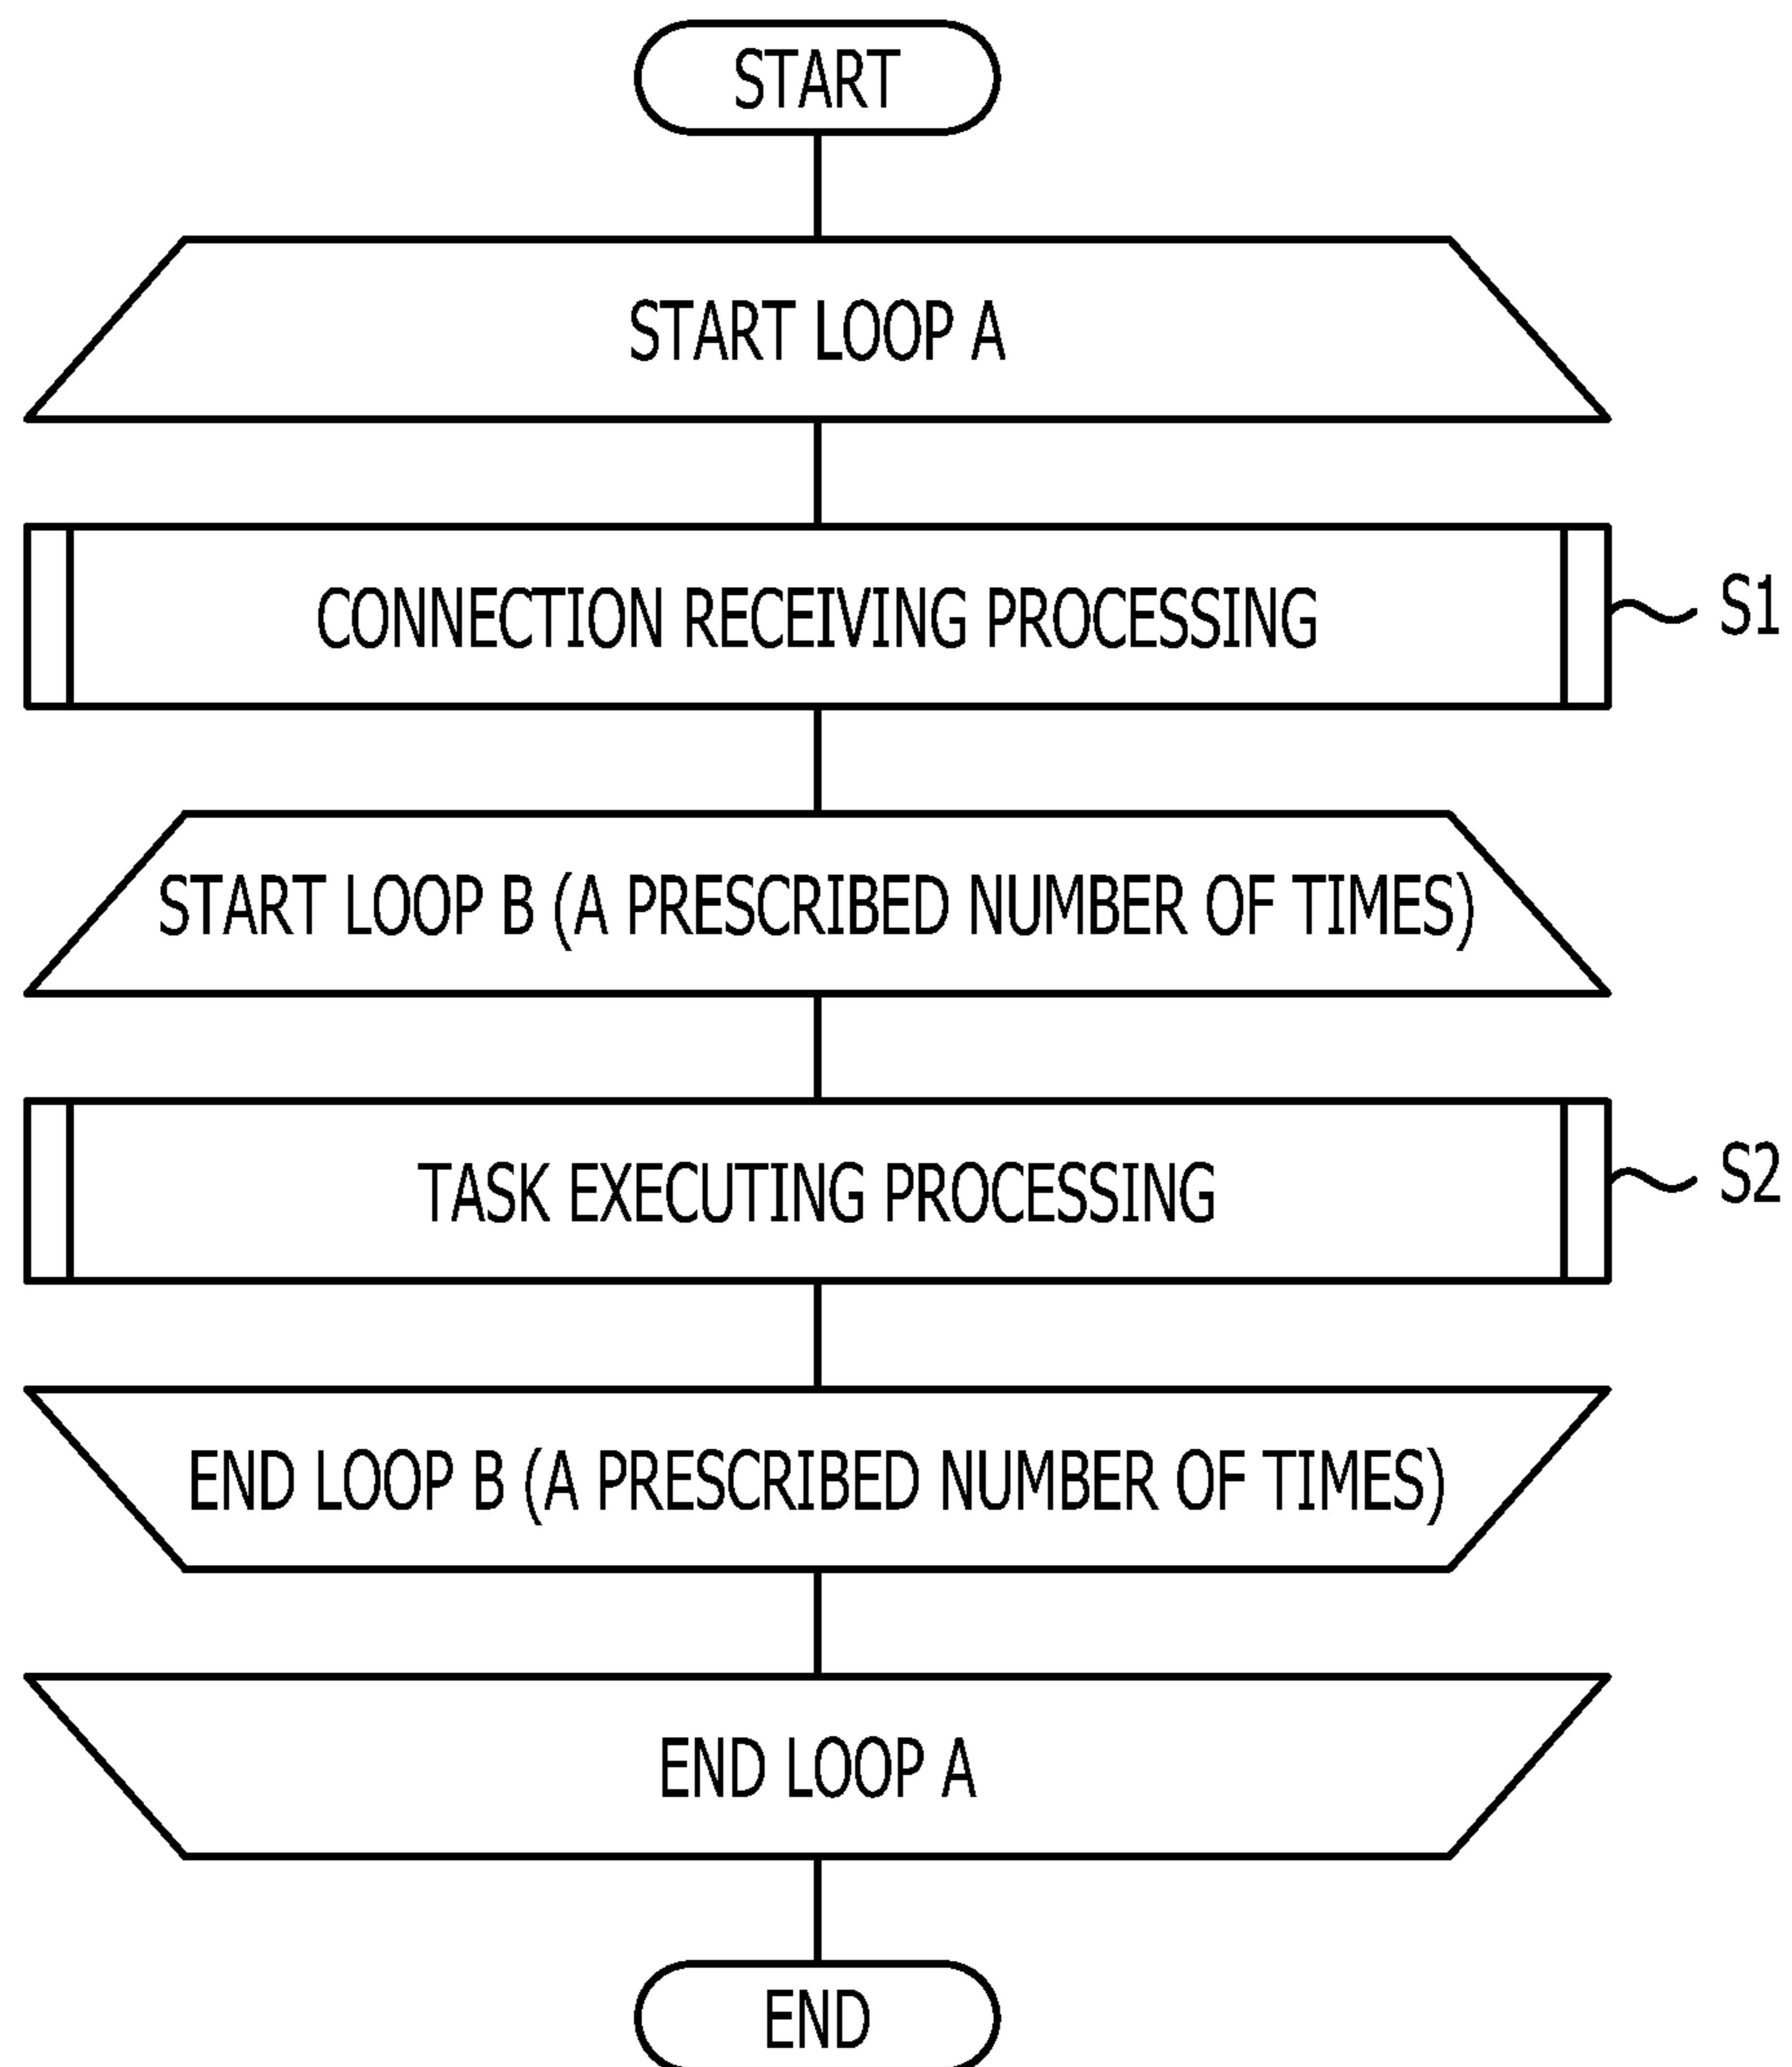 START
START LOOP A
CONNECTION RECEIVING PROCESSING
S1
START LOOP B (A PRESCRIBED NUMBER OF TIMES)
TASK EXECUTING PROCESSING
S2
END LOOP B (A PRESCRIBED NUMBER OF TIMES)
END LOOP A
END